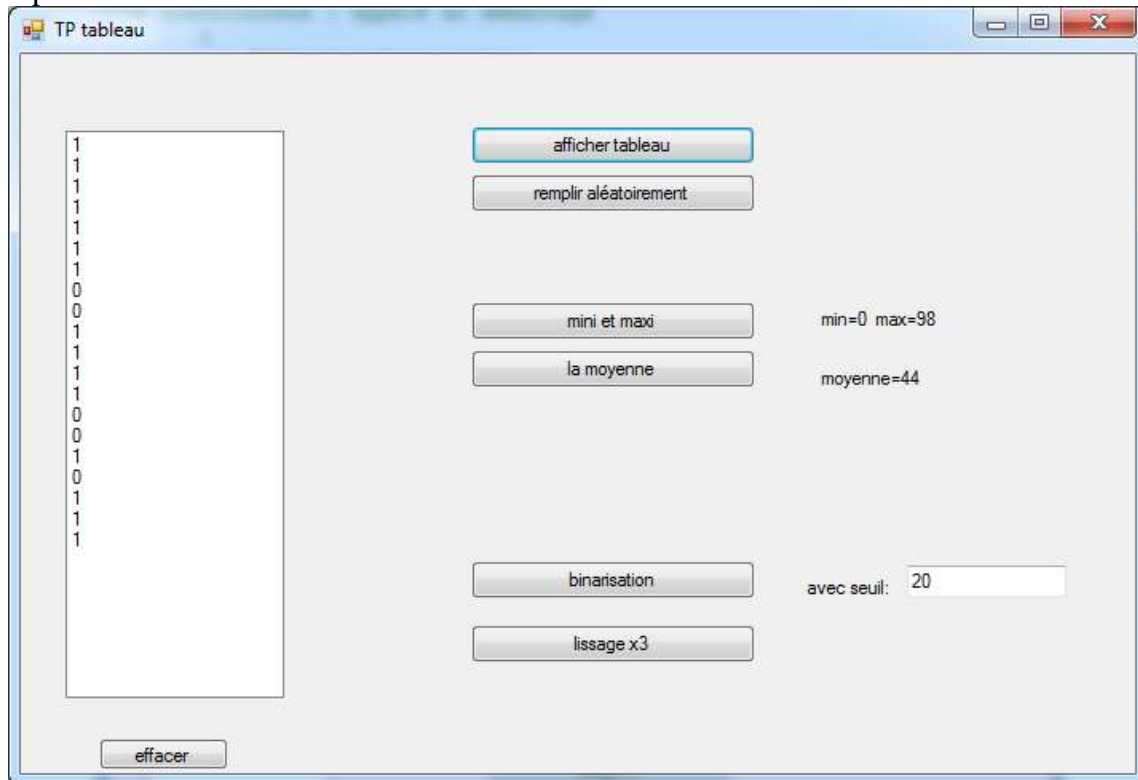 TP tableau
1
1
1
1
1
1
1
0
0
1
1
1
1
0
0
1
0
1
1
1
afficher tableau
remplir aléatoirement
mini et maxi
min=0 max=98
la moyenne
moyenne=44
binarisation
avec seuil:
20
lissage x3
effacer